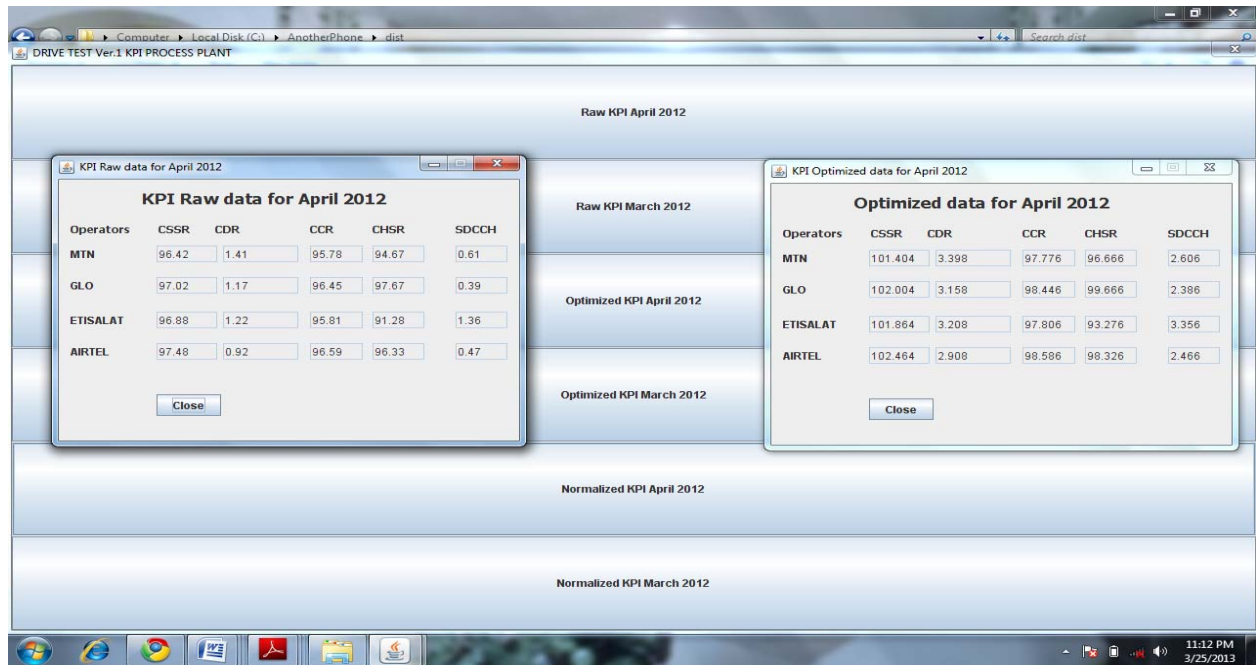 Computer Local Disk (C:) AnotherPhone dist Search dist
DRIVE TEST Ver.1 KPI PROCESS PLANT
Raw KPI April 2012
Raw KPI March 2012
Optimized KPI April 2012
Optimized KPI March 2012
Normalized KPI April 2012
Normalized KPI March 2012
KPI Raw data for April 2012
KPI Raw data for April 2012
Operators CSSR CDR CCR CHSR SDCCH
MTN 96.42 1.41 95.78 94.67 0.61
GLO 97.02 1.17 96.45 97.67 0.39
ETISALAT 96.88 1.22 95.81 91.28 1.36
AIRTEL 97.48 0.92 96.59 96.33 0.47
Close
KPI Optimized data for April 2012
Optimized data for April 2012
Operators CSSR CDR CCR CHSR SDCCH
MTN 101.404 3.398 97.776 96.666 2.606
GLO 102.004 3.158 98.446 99.666 2.386
ETISALAT 101.864 3.208 97.806 93.276 3.356
AIRTEL 102.464 2.908 98.586 98.326 2.466
Close
11:12 PM
3/25/2013